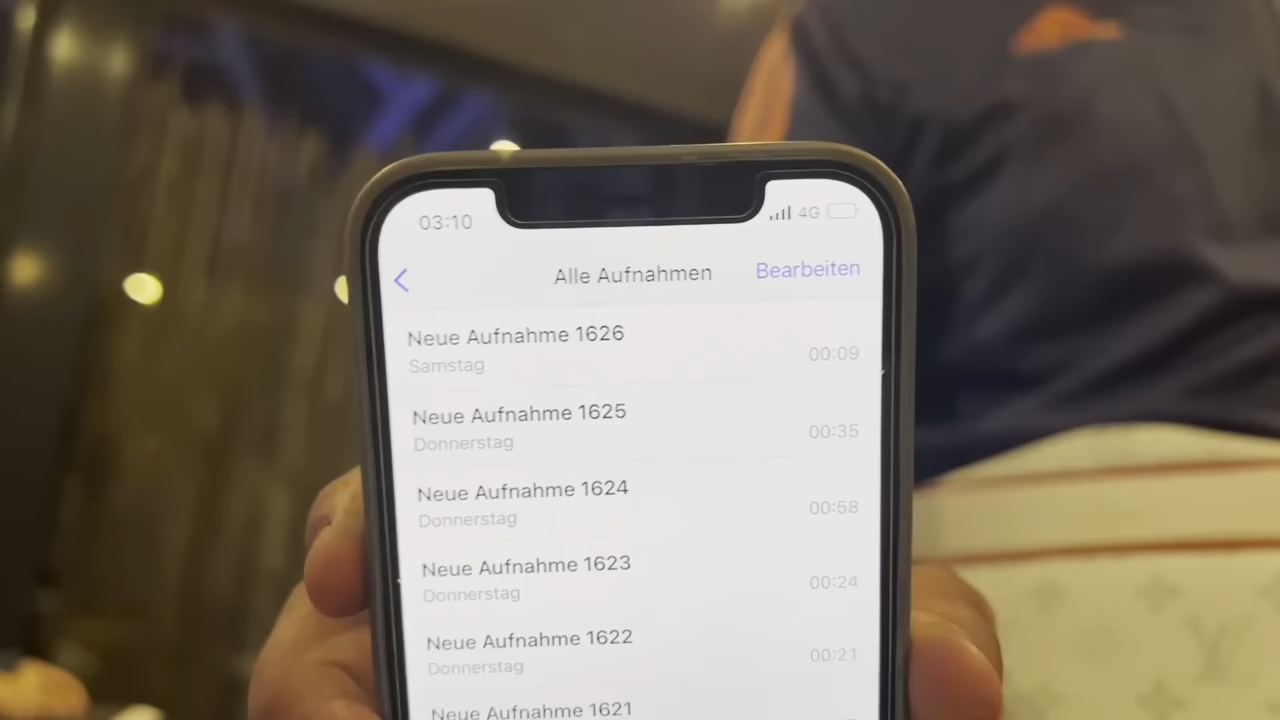 03:10
4G
Alle Aufnahmen
Bearbeiten
Neue Aufnahme 1626
Samstag
00:09
Neue Aufnahme 1625
Donnerstag
00:35
Neue Aufnahme 1624
Donnerstag
00:58
Neue Aufnahme 1623
Donnerstag
00:24
Neue Aufnahme 1622
Donnerstag
00:21
Neue Aufnahme 1621
LV